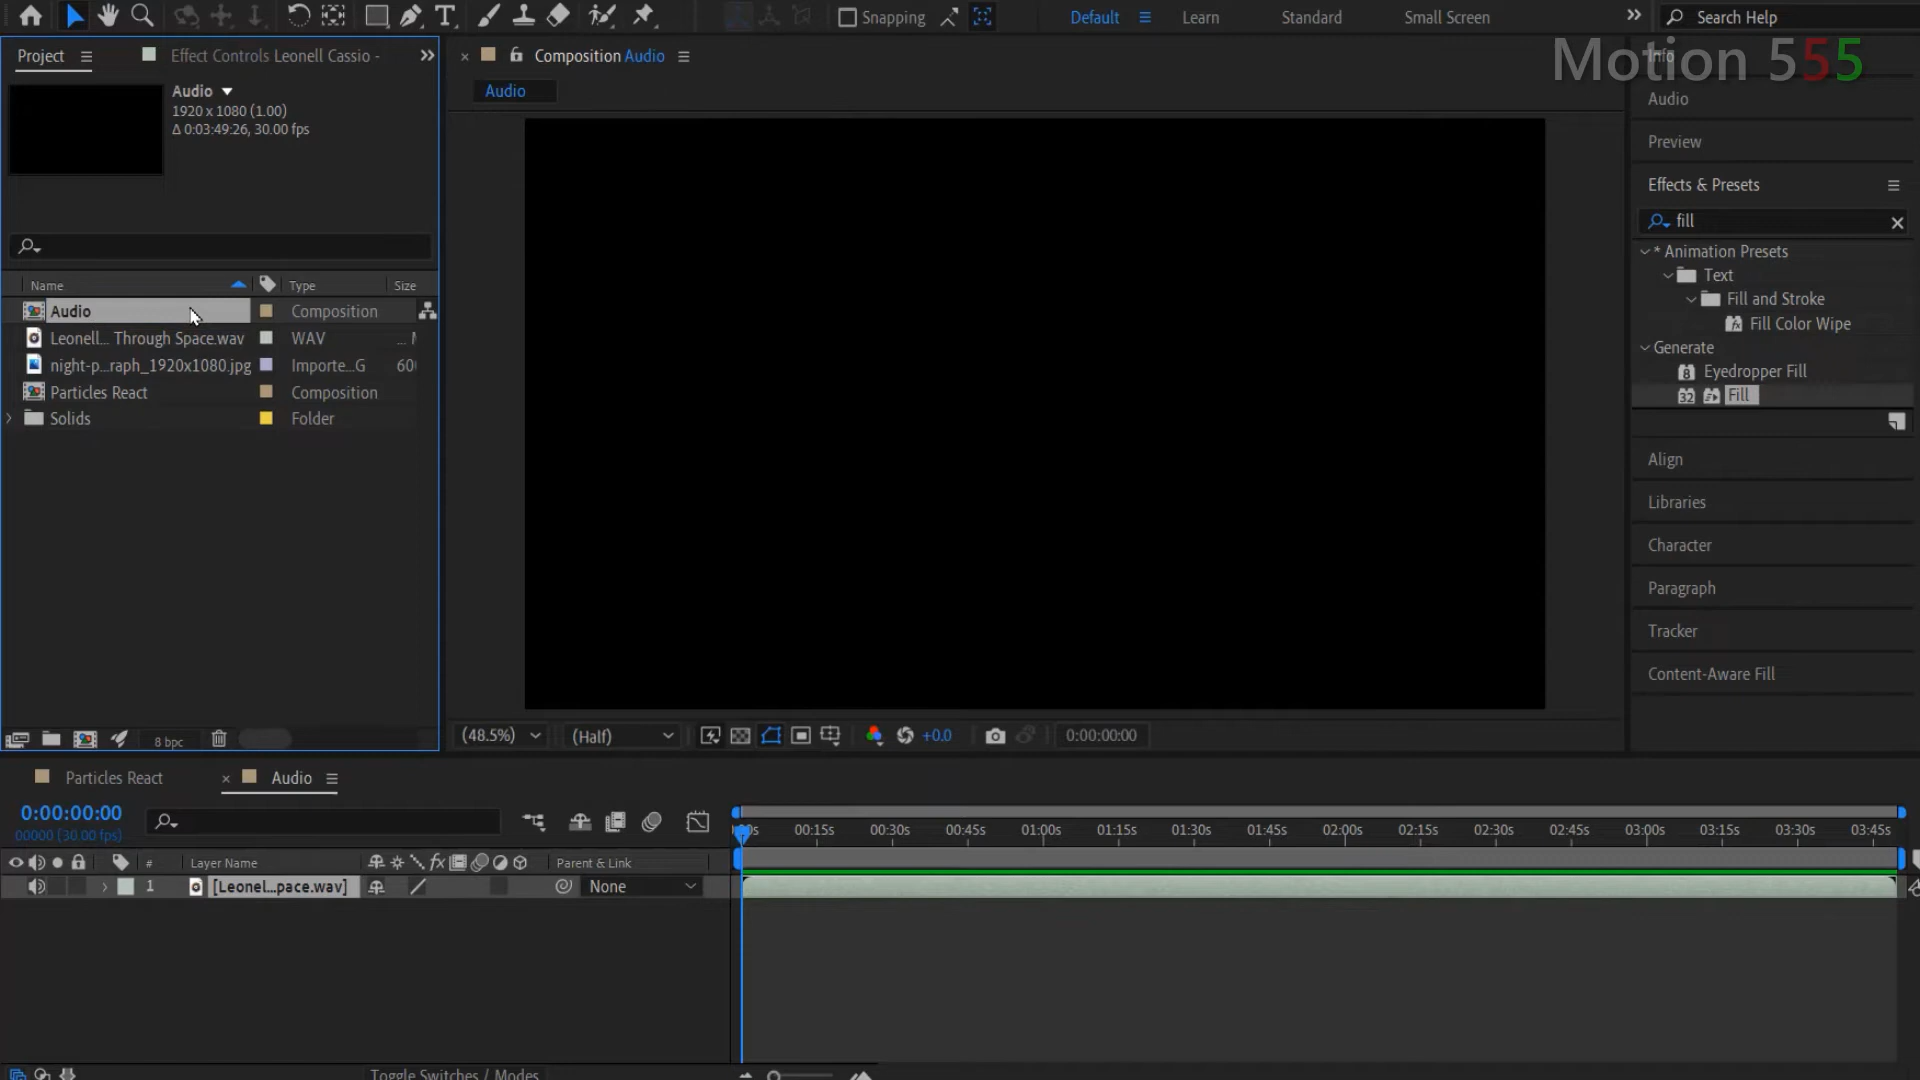 Snapping
Default
Learn
Standard
Small Screen
Search Help
Motion 555
Project
Effect Controls Leonell Cassio -
Composition Audio
Info
Audio
1920 x 1080 (1.00)
Δ 0:03:49:26, 30.00 fps
Audio
Audio
Preview
Effects & Presets
fill
* Animation Presets
Text
Fill and Stroke
Fill Color Wipe
Generate
8 Eyedropper Fill
32 Fill
Align
Libraries
Character
Paragraph
Tracker
Content-Aware Fill
Name Type Size
Audio Composition
Leonell... Through Space.wav WAV ...
night-p...raph_1920x1080.jpg Importe...G 60
Particles React Composition
Solids Folder
8 bpc
(48.5%) (Half) +0.0 0:00:00:00
Particles React
Audio
0:00:00:00
00000 (30.00 fps)
00:15s 00:30s 00:45s 01:00s 01:15s 01:30s 01:45s 02:00s 02:15s 02:30s 02:45s 03:00s 03:15s 03:30s 03:45s
# Layer Name fx Parent & Link
1 [Leonel...pace.wav] None
Toggle Switches / Modes